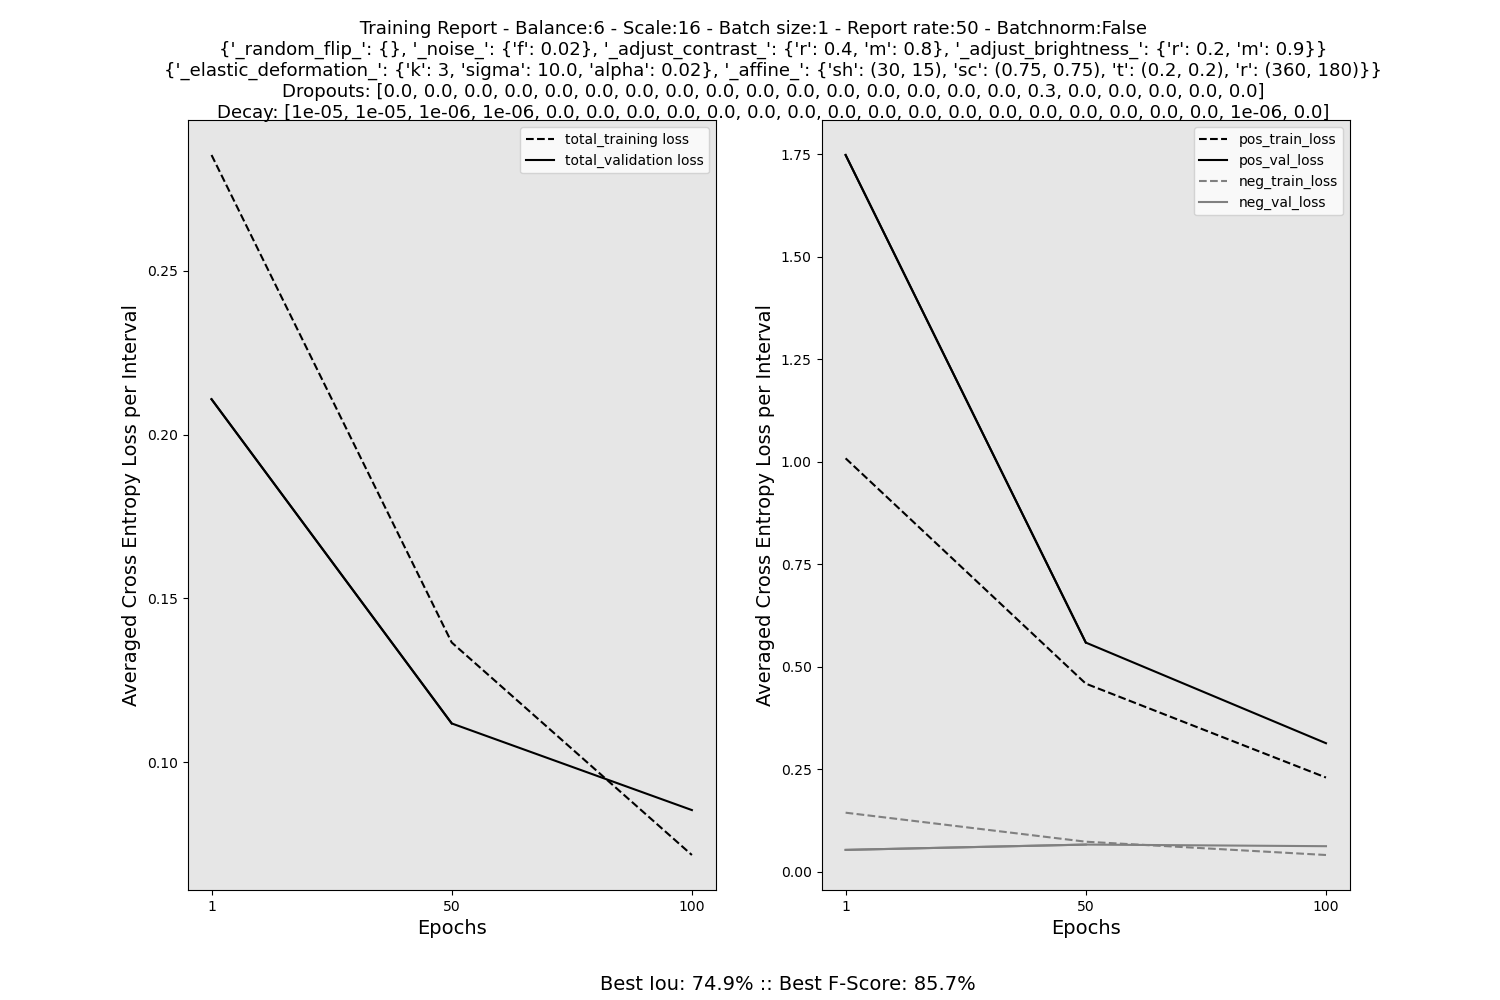 Training Report - Balance:6 - Scale:16 - Batch size:1 - Report rate:50 - Batchnorm:False
{'_random_flip_': {}, '_noise_': {'f': 0.02}, '_adjust_contrast_': {'r': 0.4, 'm': 0.8}, '_adjust_brightness_': {'r': 0.2, 'm': 0.9}}
{'_elastic_deformation_': {'k': 3, 'sigma': 10.0, 'alpha': 0.02}, '_affine_': {'sh': (30, 15), 'sc': (0.75, 0.75), 't': (0.2, 0.2), 'r': (360, 180)}}
Dropouts: [0.0, 0.0, 0.0, 0.0, 0.0, 0.0, 0.0, 0.0, 0.0, 0.0, 0.0, 0.0, 0.0, 0.0, 0.0, 0.0, 0.3, 0.0, 0.0, 0.0, 0.0, 0.0]
Decay: [1e-05, 1e-05, 1e-06, 1e-06, 0.0, 0.0, 0.0, 0.0, 0.0, 0.0, 0.0, 0.0, 0.0, 0.0, 0.0, 0.0, 0.0, 0.0, 0.0, 0.0, 1e-06, 0.0]
total_training loss
total_validation loss
0.25
0.20
0.15
0.10
Averaged Cross Entropy Loss per Interval
1
50
100
Epochs
pos_train_loss
pos_val_loss
neg_train_loss
neg_val_loss
1.75
1.50
1.25
1.00
0.75
0.50
0.25
0.00
Averaged Cross Entropy Loss per Interval
1
50
100
Epochs
Best Iou: 74.9% :: Best F-Score: 85.7%